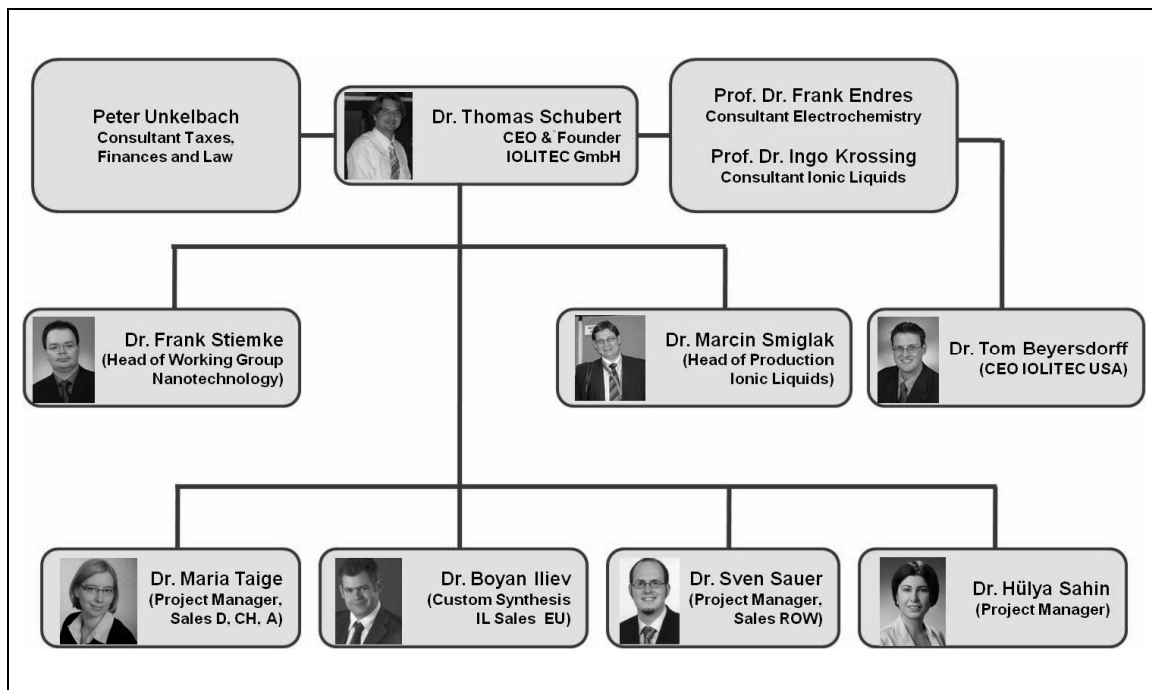 Peter Unkelbach
Consultant Taxes,
Finances and Law
Dr. Thomas Schubert
CEO & Founder
IOLITEC GmbH
Prof. Dr. Frank Endres
Consultant Electrochemistry
Prof. Dr. Ingo Krossing
Consultant Ionic Liquids
Dr. Frank Stiemke
(Head of Working Group
Nanotechnology)
Dr. Marcin Smiglak
(Head of Production
Ionic Liquids)
Dr. Tom Beyersdorff
(CEO IOLITEC USA)
Dr. Maria Taige
(Project Manager,
Sales D, CH, A)
Dr. Boyan Iliev
(Custom Synthesis
IL Sales EU)
Dr. Sven Sauer
(Project Manager,
Sales ROW)
Dr. Hülya Sahin
(Project Manager)